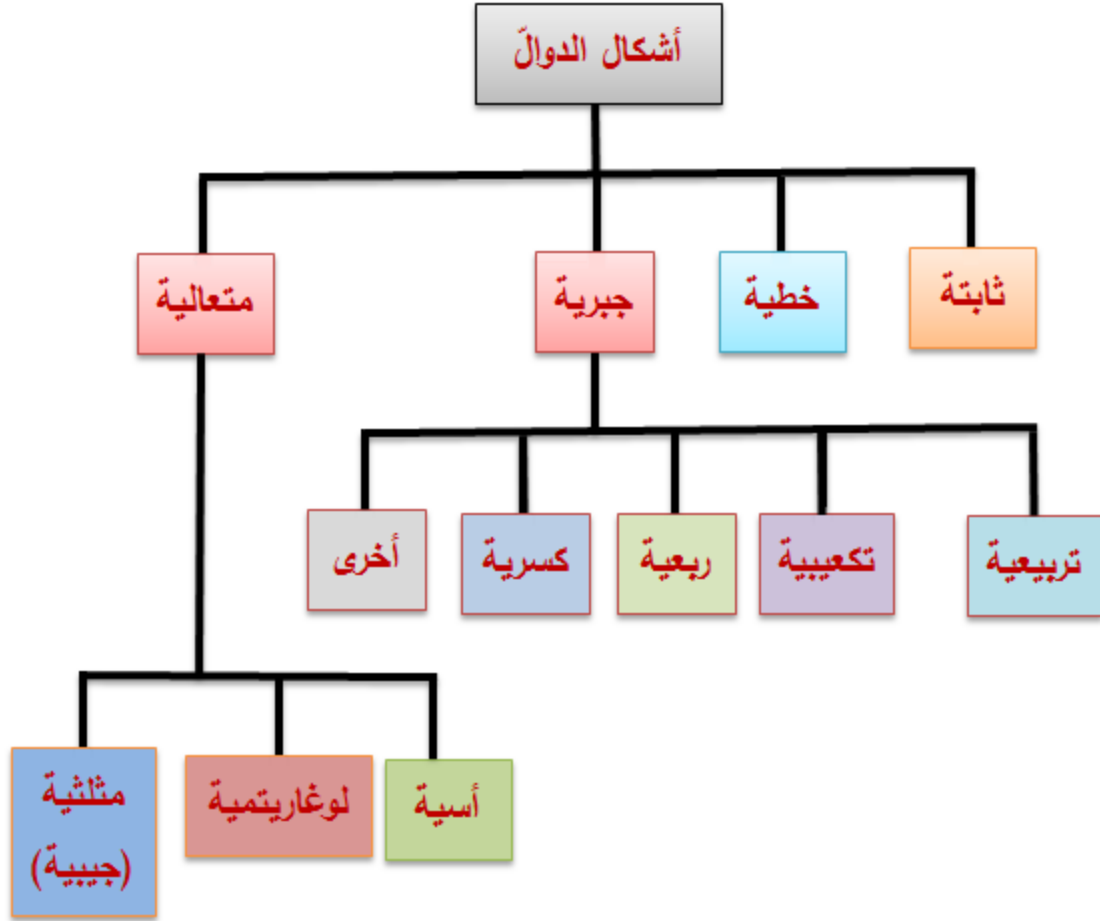 أشكال الدوالّ
ثابتة
خطية
جبرية
متعالية
تربيعية
تكعيبية
ربعية
كسرية
أخرى
أسية
لوغاريتمية
مثلثية
(جيبية)